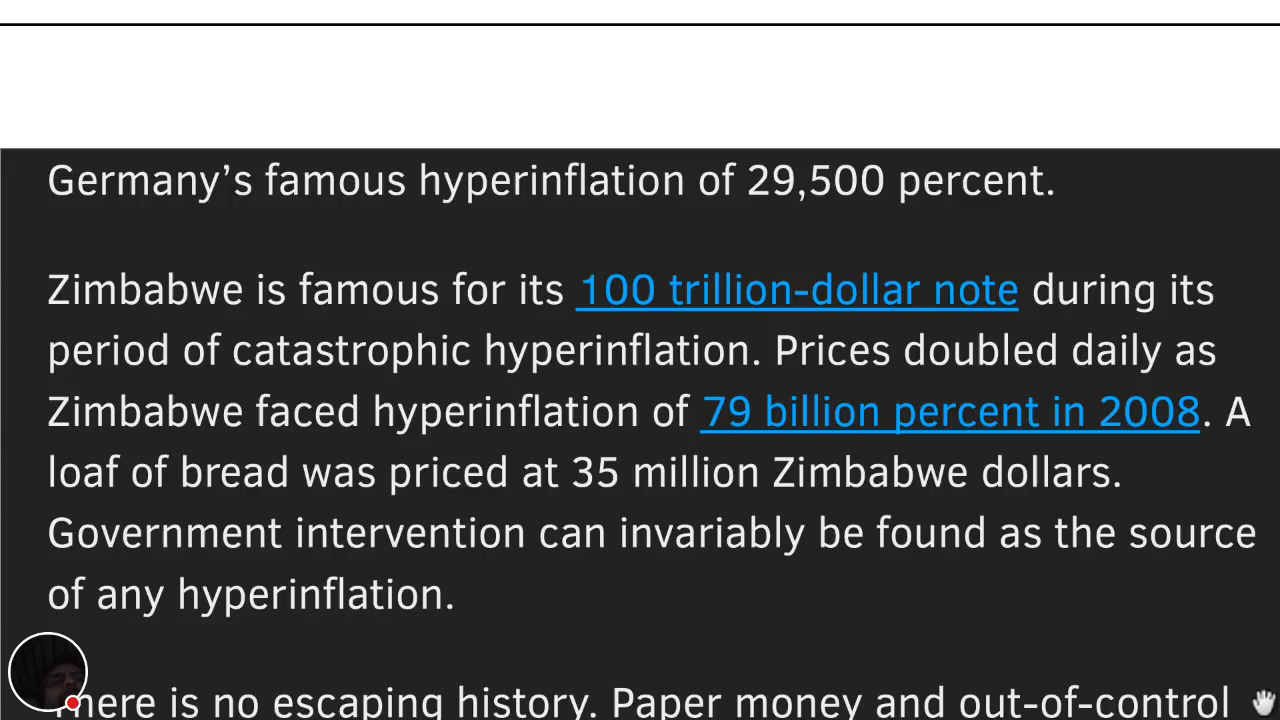 Germany’s famous hyperinflation of 29,500 percent.
Zimbabwe is famous for its 100 trillion-dollar note during its
period of catastrophic hyperinflation. Prices doubled daily as
Zimbabwe faced hyperinflation of 79 billion percent in 2008. A
loaf of bread was priced at 35 million Zimbabwe dollars.
Government intervention can invariably be found as the source
of any hyperinflation.
There is no escaping history. Paper money and out-of-control